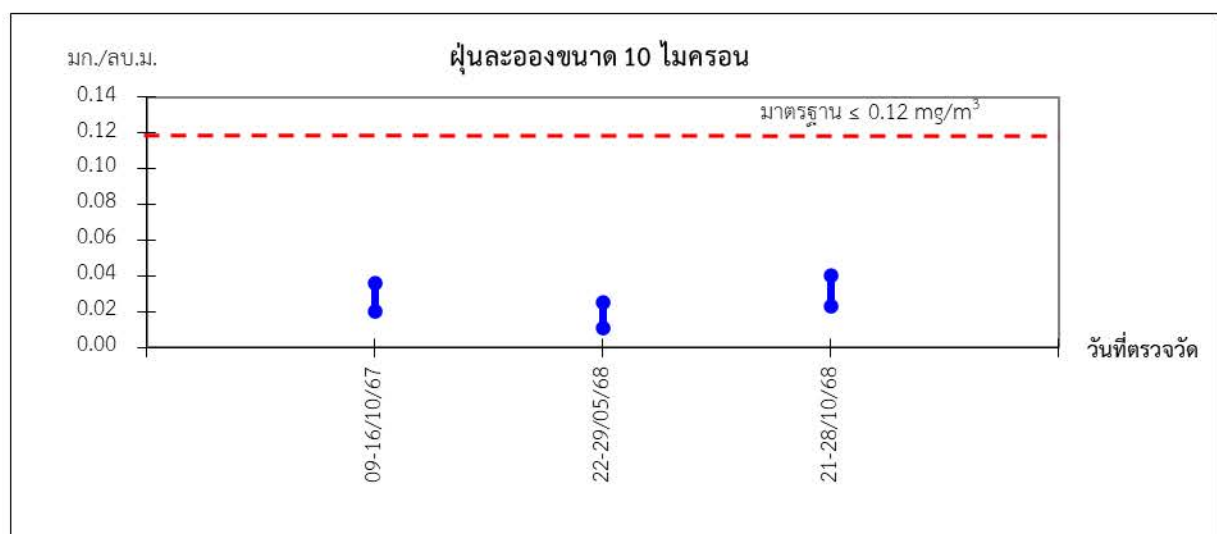 ฝุ่นละอองขนาด 10 ไมครอน
มก./ลบ.ม.
มาตรฐาน ≤ 0.12 mg/m³
0.14
0.12
0.10
0.08
0.06
0.04
0.02
0.00
วันที่ตรวจวัด
09-16/10/67
22-29/05/68
21-28/10/68